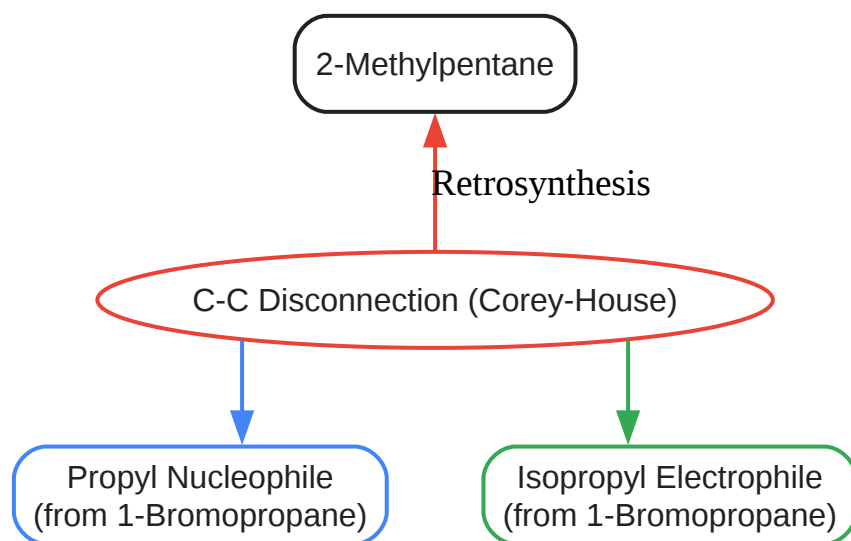 2-Methylpentane
Retrosynthesis
C-C Disconnection (Corey-House)
Propyl Nucleophile
(from 1-Bromopropane)
Isopropyl Electrophile
(from 1-Bromopropane)